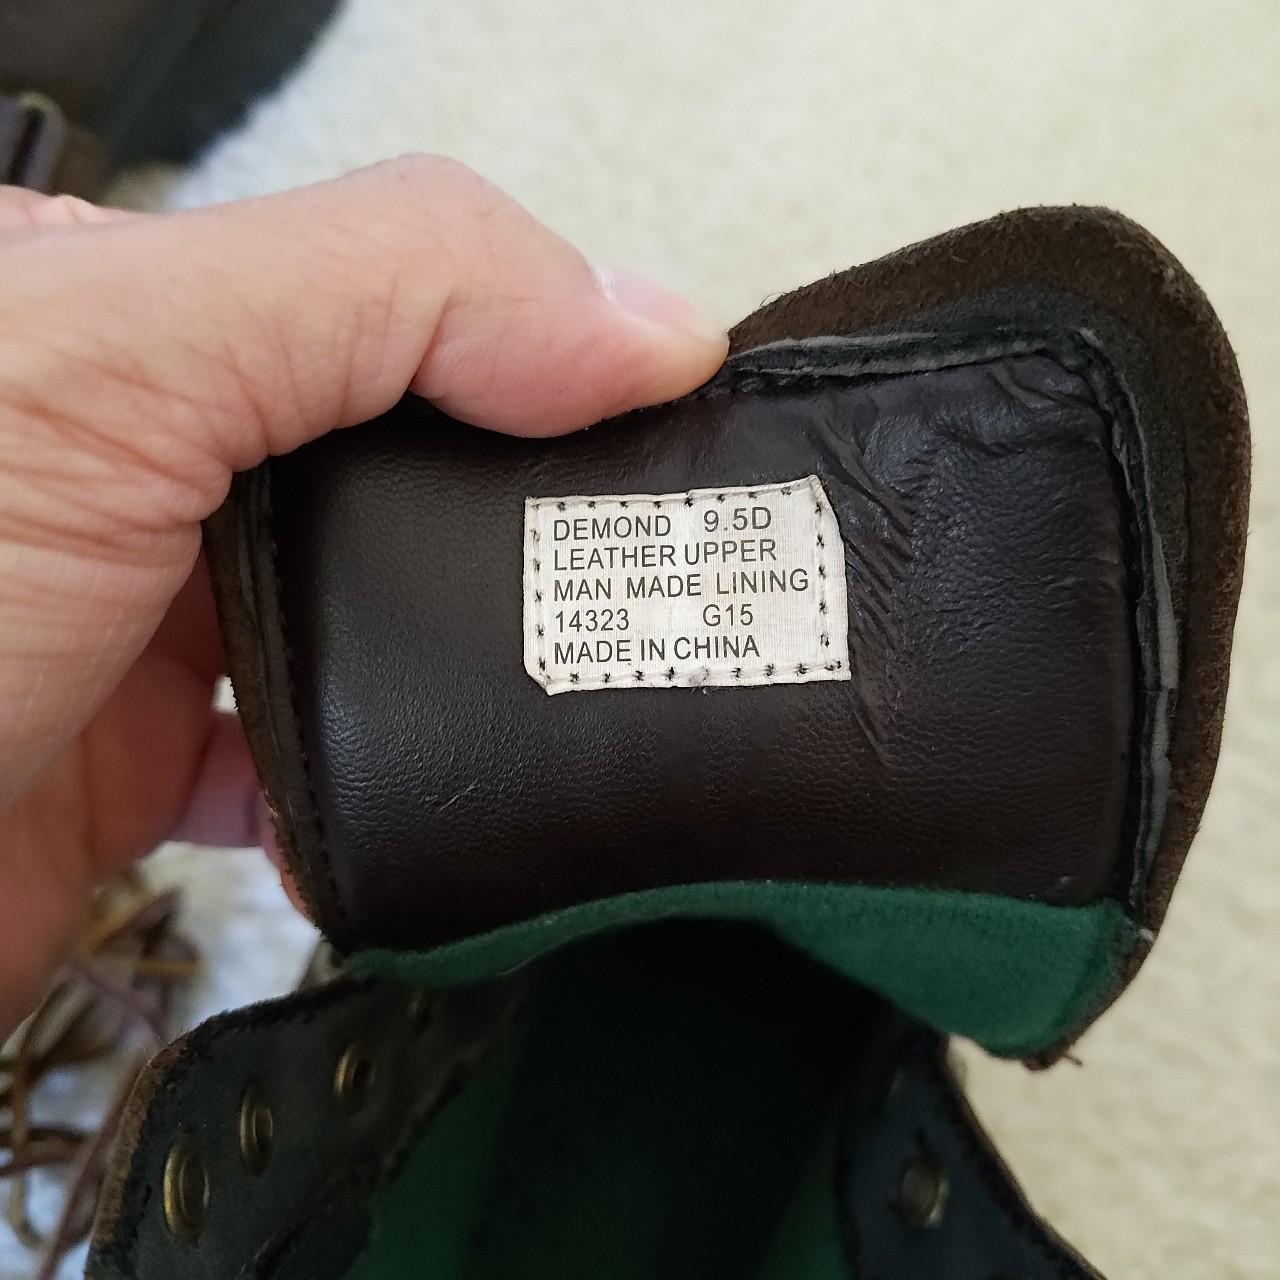 DEMOND 9.5D
LEATHER UPPER
MAN MADE LINING
14323 G15
MADE IN CHINA